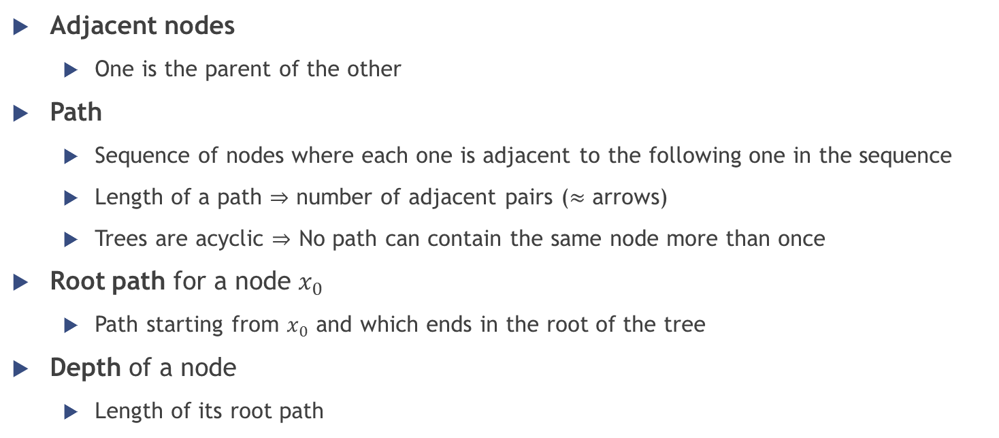 Adjacent nodes
One is the parent of the other
Path
Sequence of nodes where each one is adjacent to the following one in the sequence
Length of a path ⇒ number of adjacent pairs (≈ arrows)
Trees are acyclic ⇒ No path can contain the same node more than once
Root path for a node x₀
Path starting from x₀ and which ends in the root of the tree
Depth of a node
Length of its root path